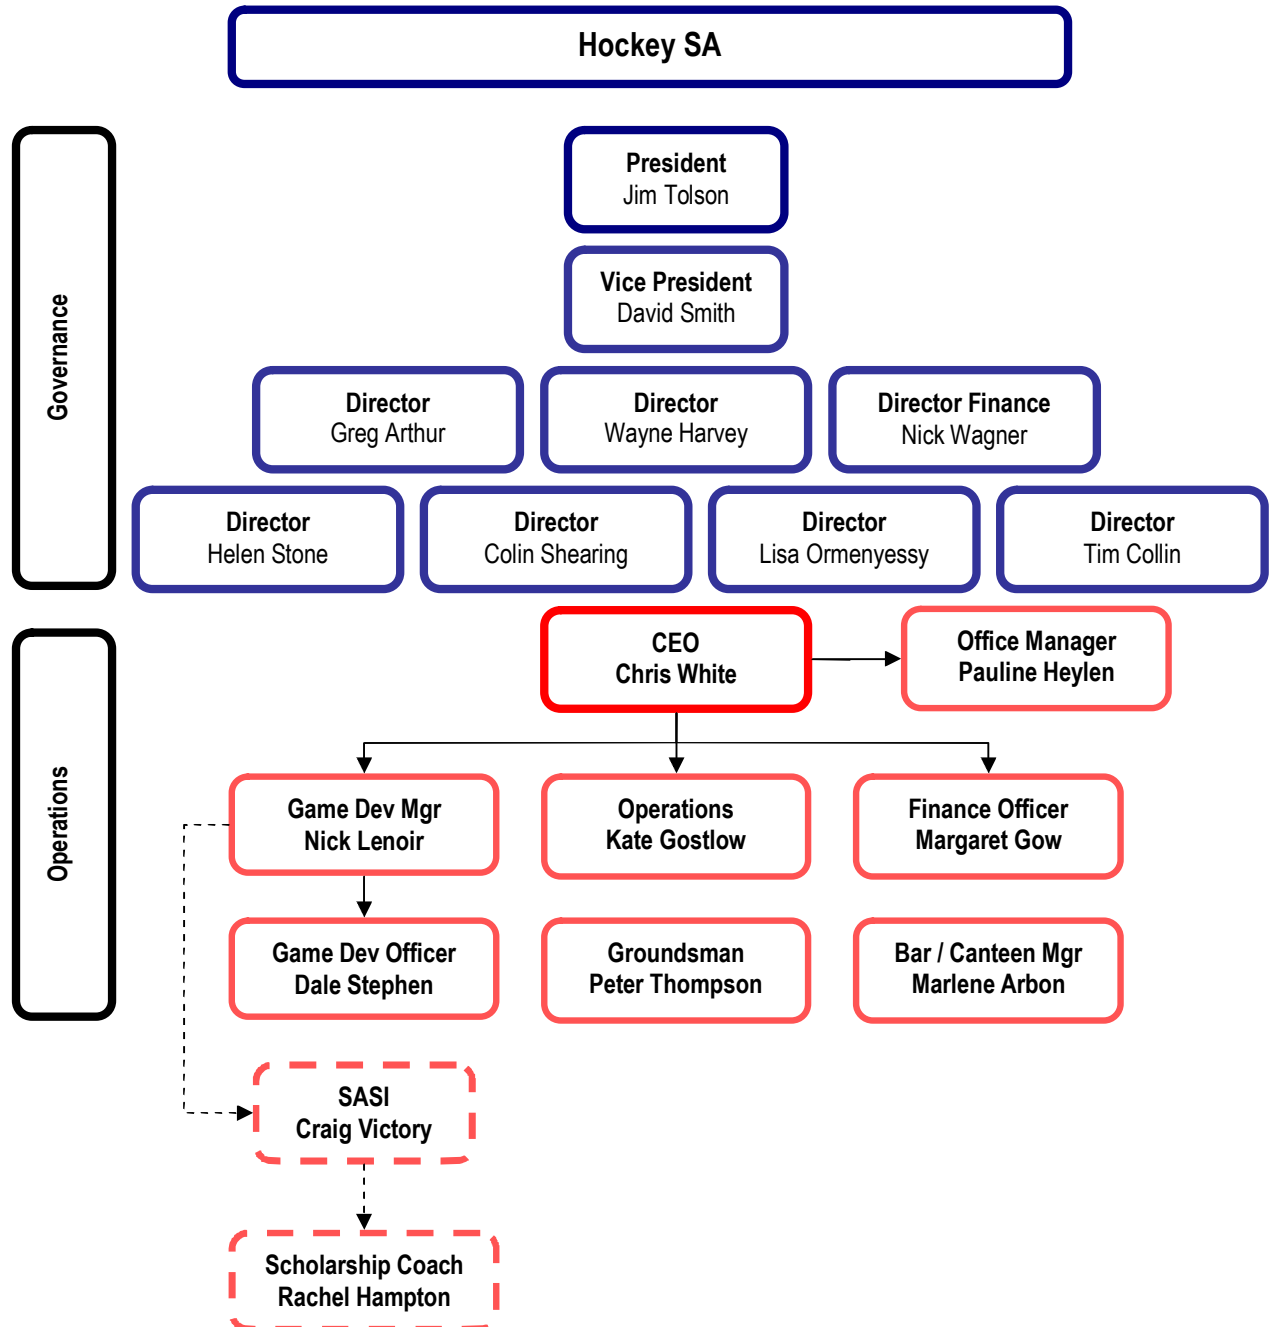 Hockey SA
Governance
President
Jim Tolson
Vice President
David Smith
Director
Greg Arthur
Director
Wayne Harvey
Director Finance
Nick Wagner
Director
Helen Stone
Director
Colin Shearing
Director
Lisa Ormenyessy
Director
Tim Collin
Operations
CEO
Chris White
Office Manager
Pauline Heylen
Game Dev Mgr
Nick Lenoir
Operations
Kate Gostlow
Finance Officer
Margaret Gow
Game Dev Officer
Dale Stephen
Groundsman
Peter Thompson
Bar / Canteen Mgr
Marlene Arbon
SASI
Craig Victory
Scholarship Coach
Rachel Hampton